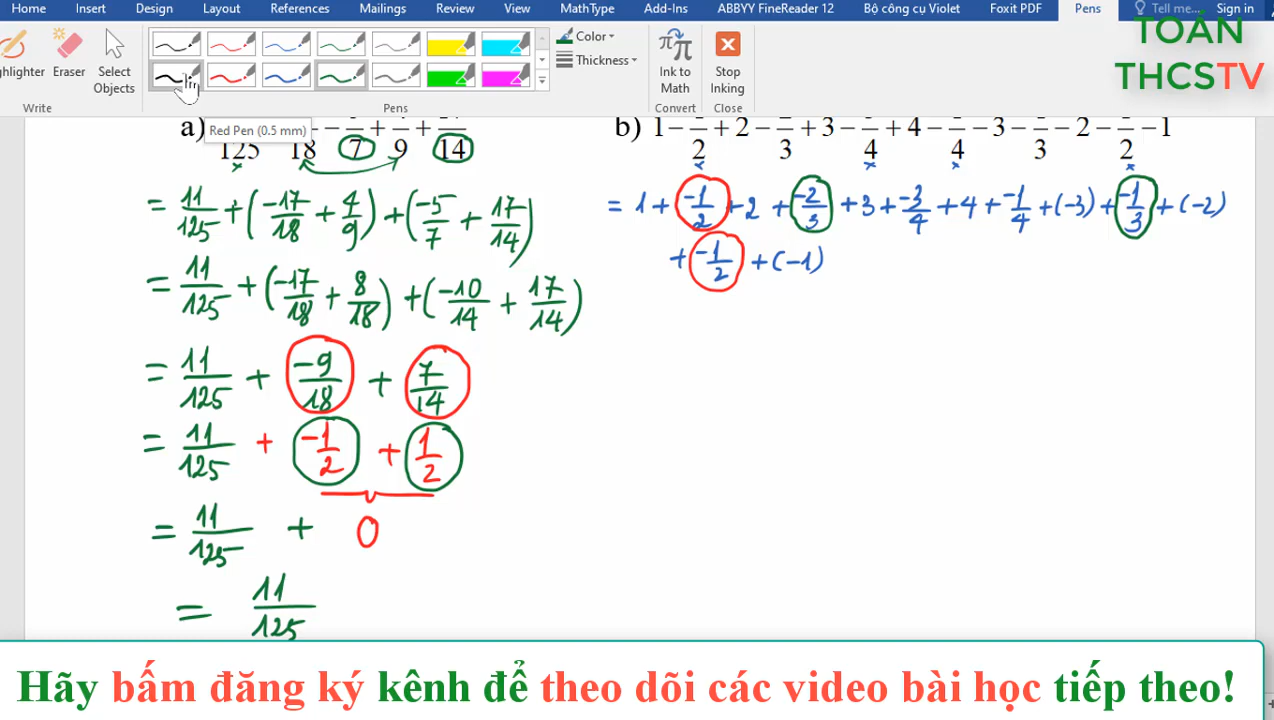 Home Insert Design Layout References Mailings Review View MathType Add-Ins ABBYY FineReader 12 Bộ công cụ Violet Foxit PDF Pens Tell me... Sign in
TOÁN
THCSTV
Eraser Select Objects Color Thickness Ink to Math Stop Inking
Write Pens Convert Close
Red Pen (0.5 mm)
a) 125 18 7 + 9 + 14
b) 1 - 2 + 2 - 3 + 3 - 4 + 4 - 4 - 3 - 3 - 2 - 2 - 1
= 11/125 + (-17/18 + 4/9) + (-5/7 + 17/14)
= 1 + -1/2 + 2 + -2/3 + 3 + -3/4 + 4 + -1/4 + (-3) + -1/3 + (-2)
+ -1/2 + (-1)
= 11/125 + (-17/18 + 8/18) + (-10/14 + 17/14)
= 11/125 + -9/18 + 7/14
= 11/125 + -1/2 + 1/2
= 11/125 + 0
= 11/125
Hãy bấm đăng ký kênh để theo dõi các video bài học tiếp theo!